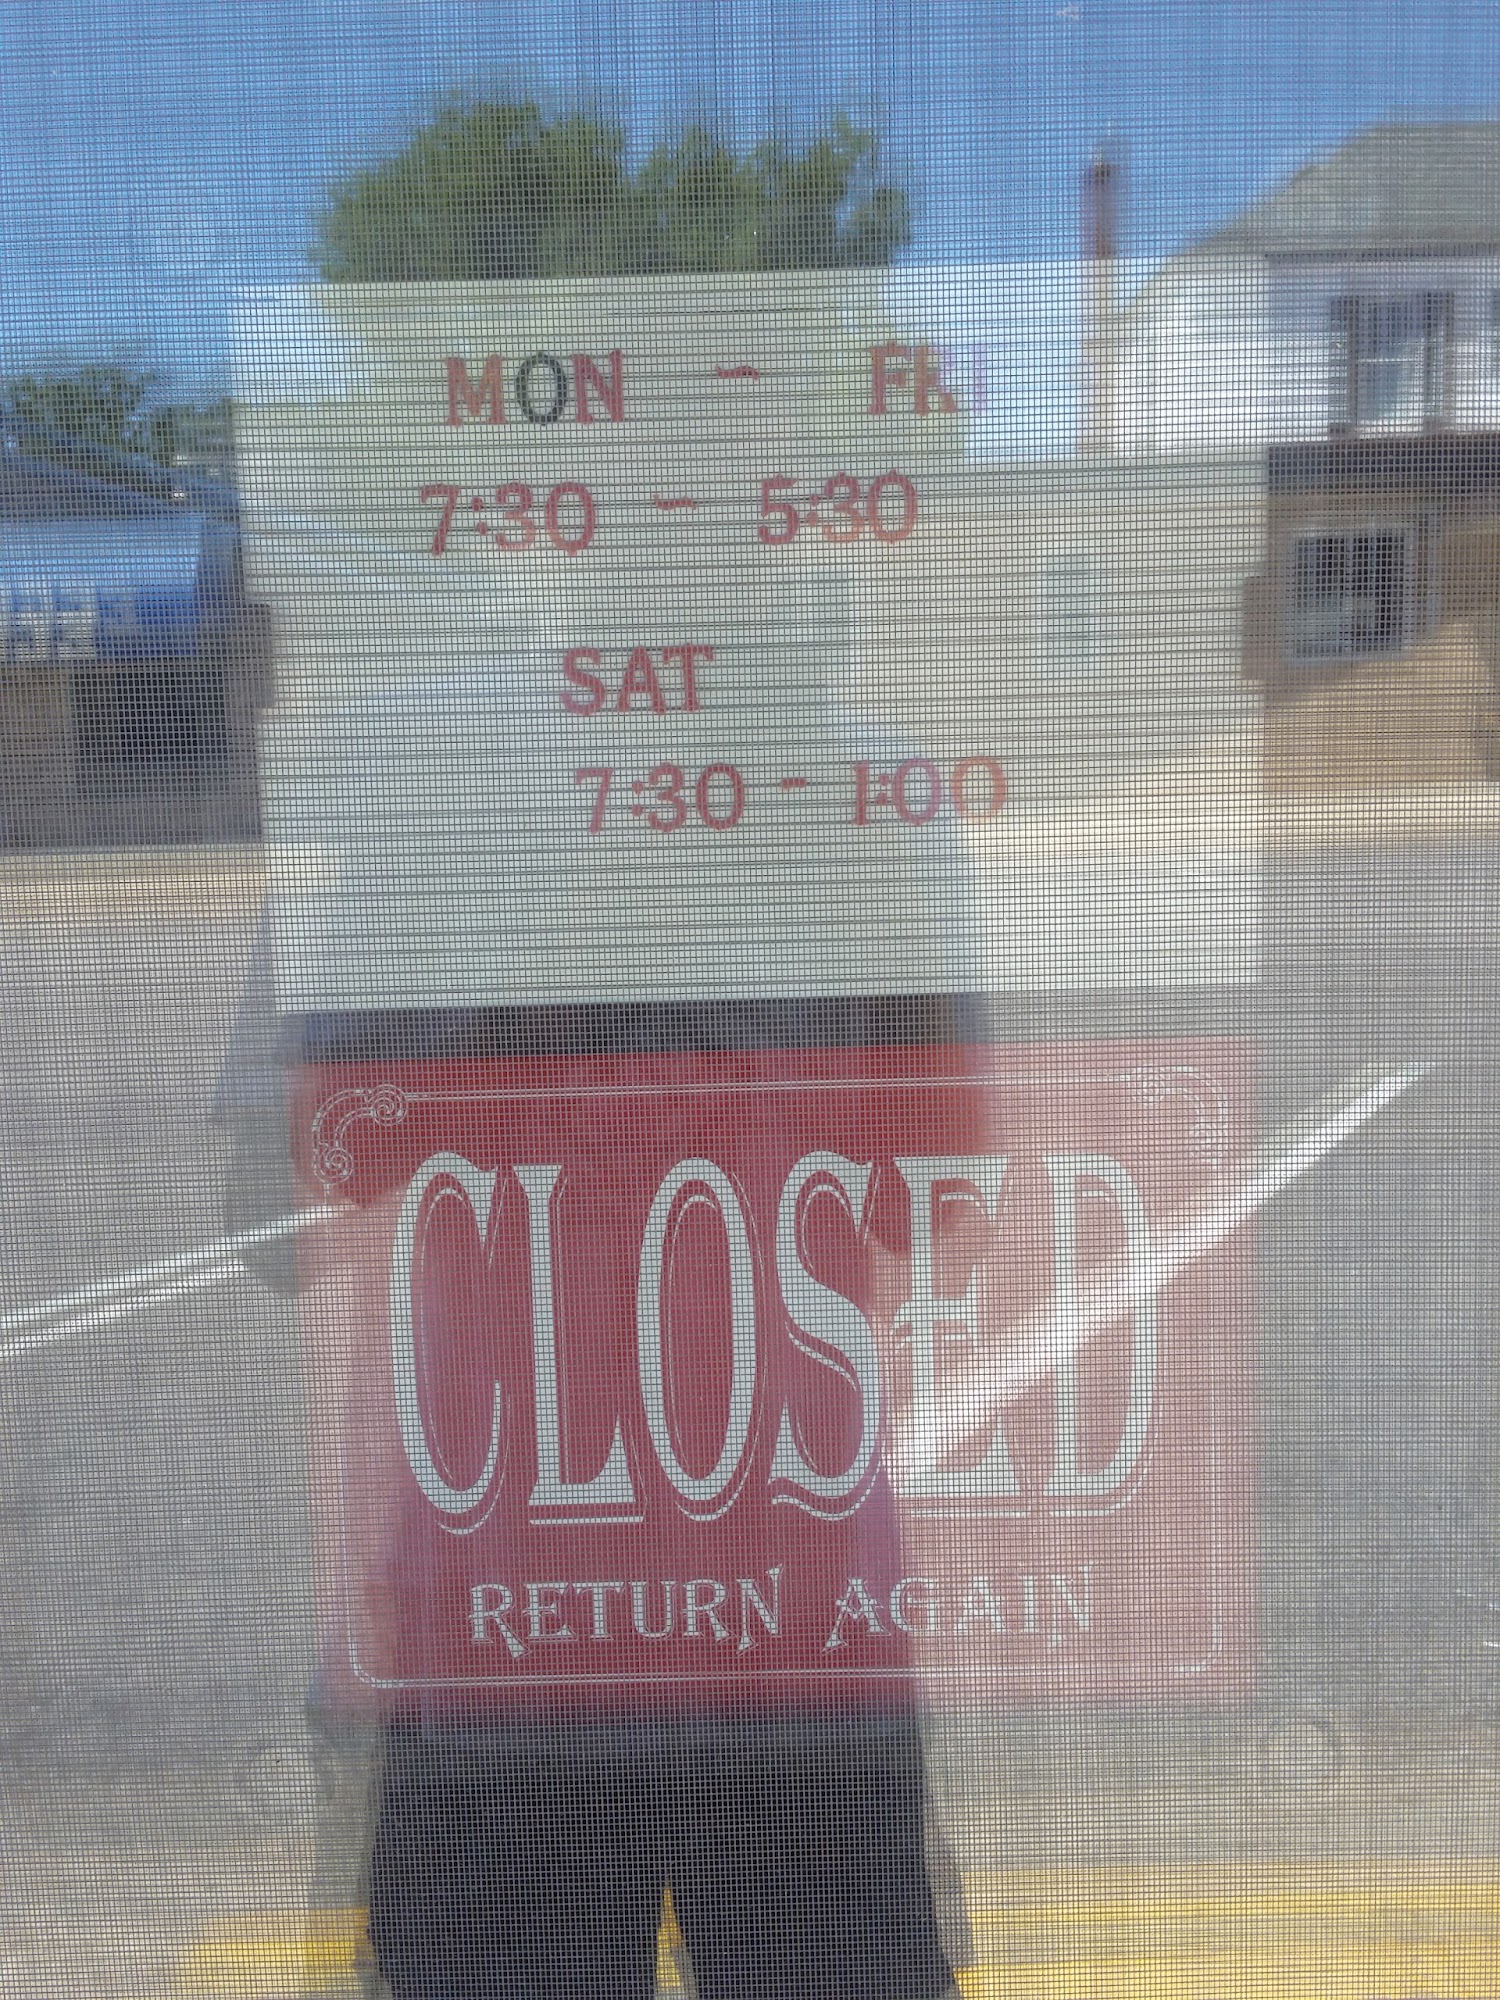 MON - FRI
7:30 - 5:30
SAT
7:30 - 1:00
CLOSED
RETURN AGAIN